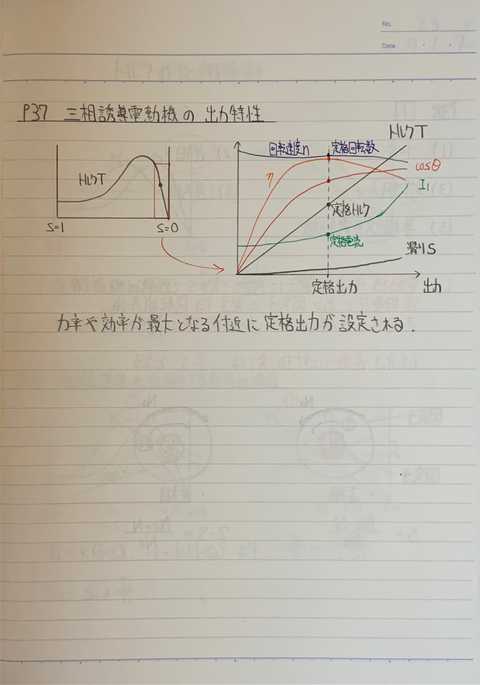 No.
Date
P37 三相誘導電動機の出力特性
トルクT
S=1
S=0
トルクT
回転速度n
定格回転数
cosθ
η
I₁
定格トルク
定格電流
滑りS
定格出力
出力
力率や効率が最大となる付近に定格出力が設定される.